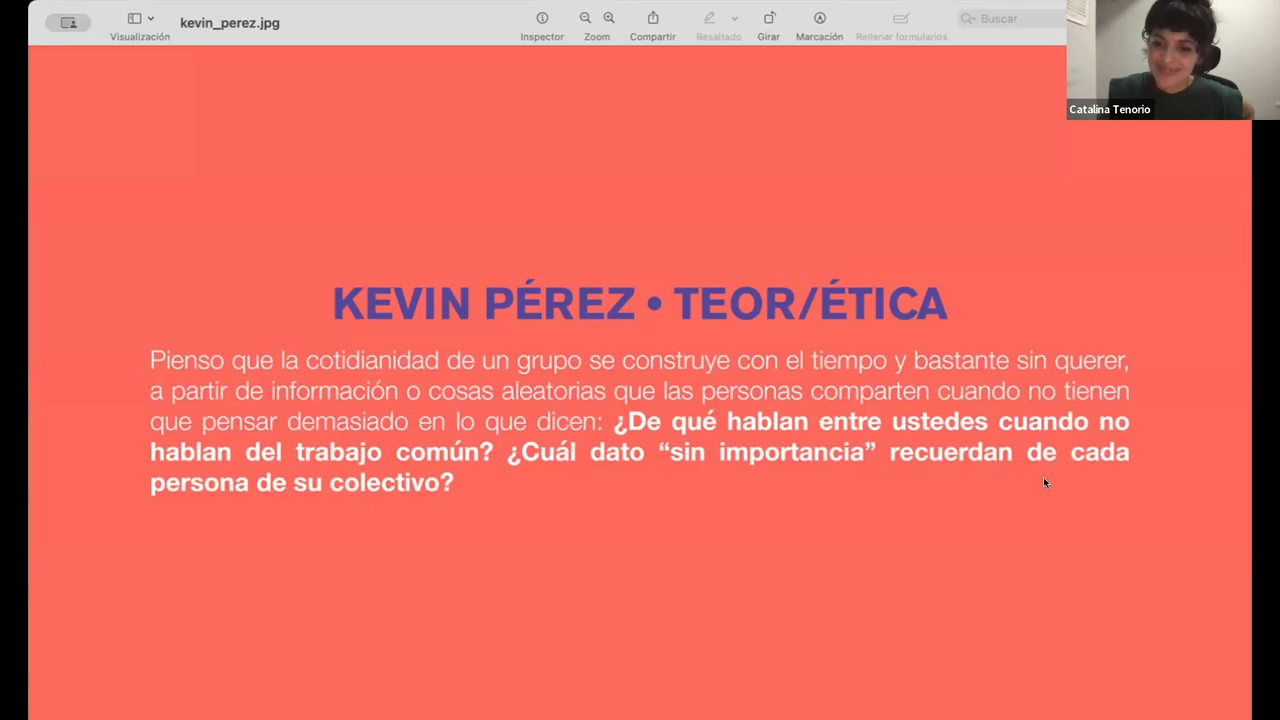 kevin_perez.jpg
Visualización
Inspector
Zoom
Compartir
Resaltado
Girar
Marcación
Rellenar formularios
Buscar
Catalina Tenorio
KEVIN PÉREZ • TEOR/ÉTICA
Pienso que la cotidianidad de un grupo se construye con el tiempo y bastante sin querer,
a partir de información o cosas aleatorias que las personas comparten cuando no tienen
que pensar demasiado en lo que dicen: ¿De qué hablan entre ustedes cuando no
hablan del trabajo común? ¿Cuál dato “sin importancia” recuerdan de cada
persona de su colectivo?